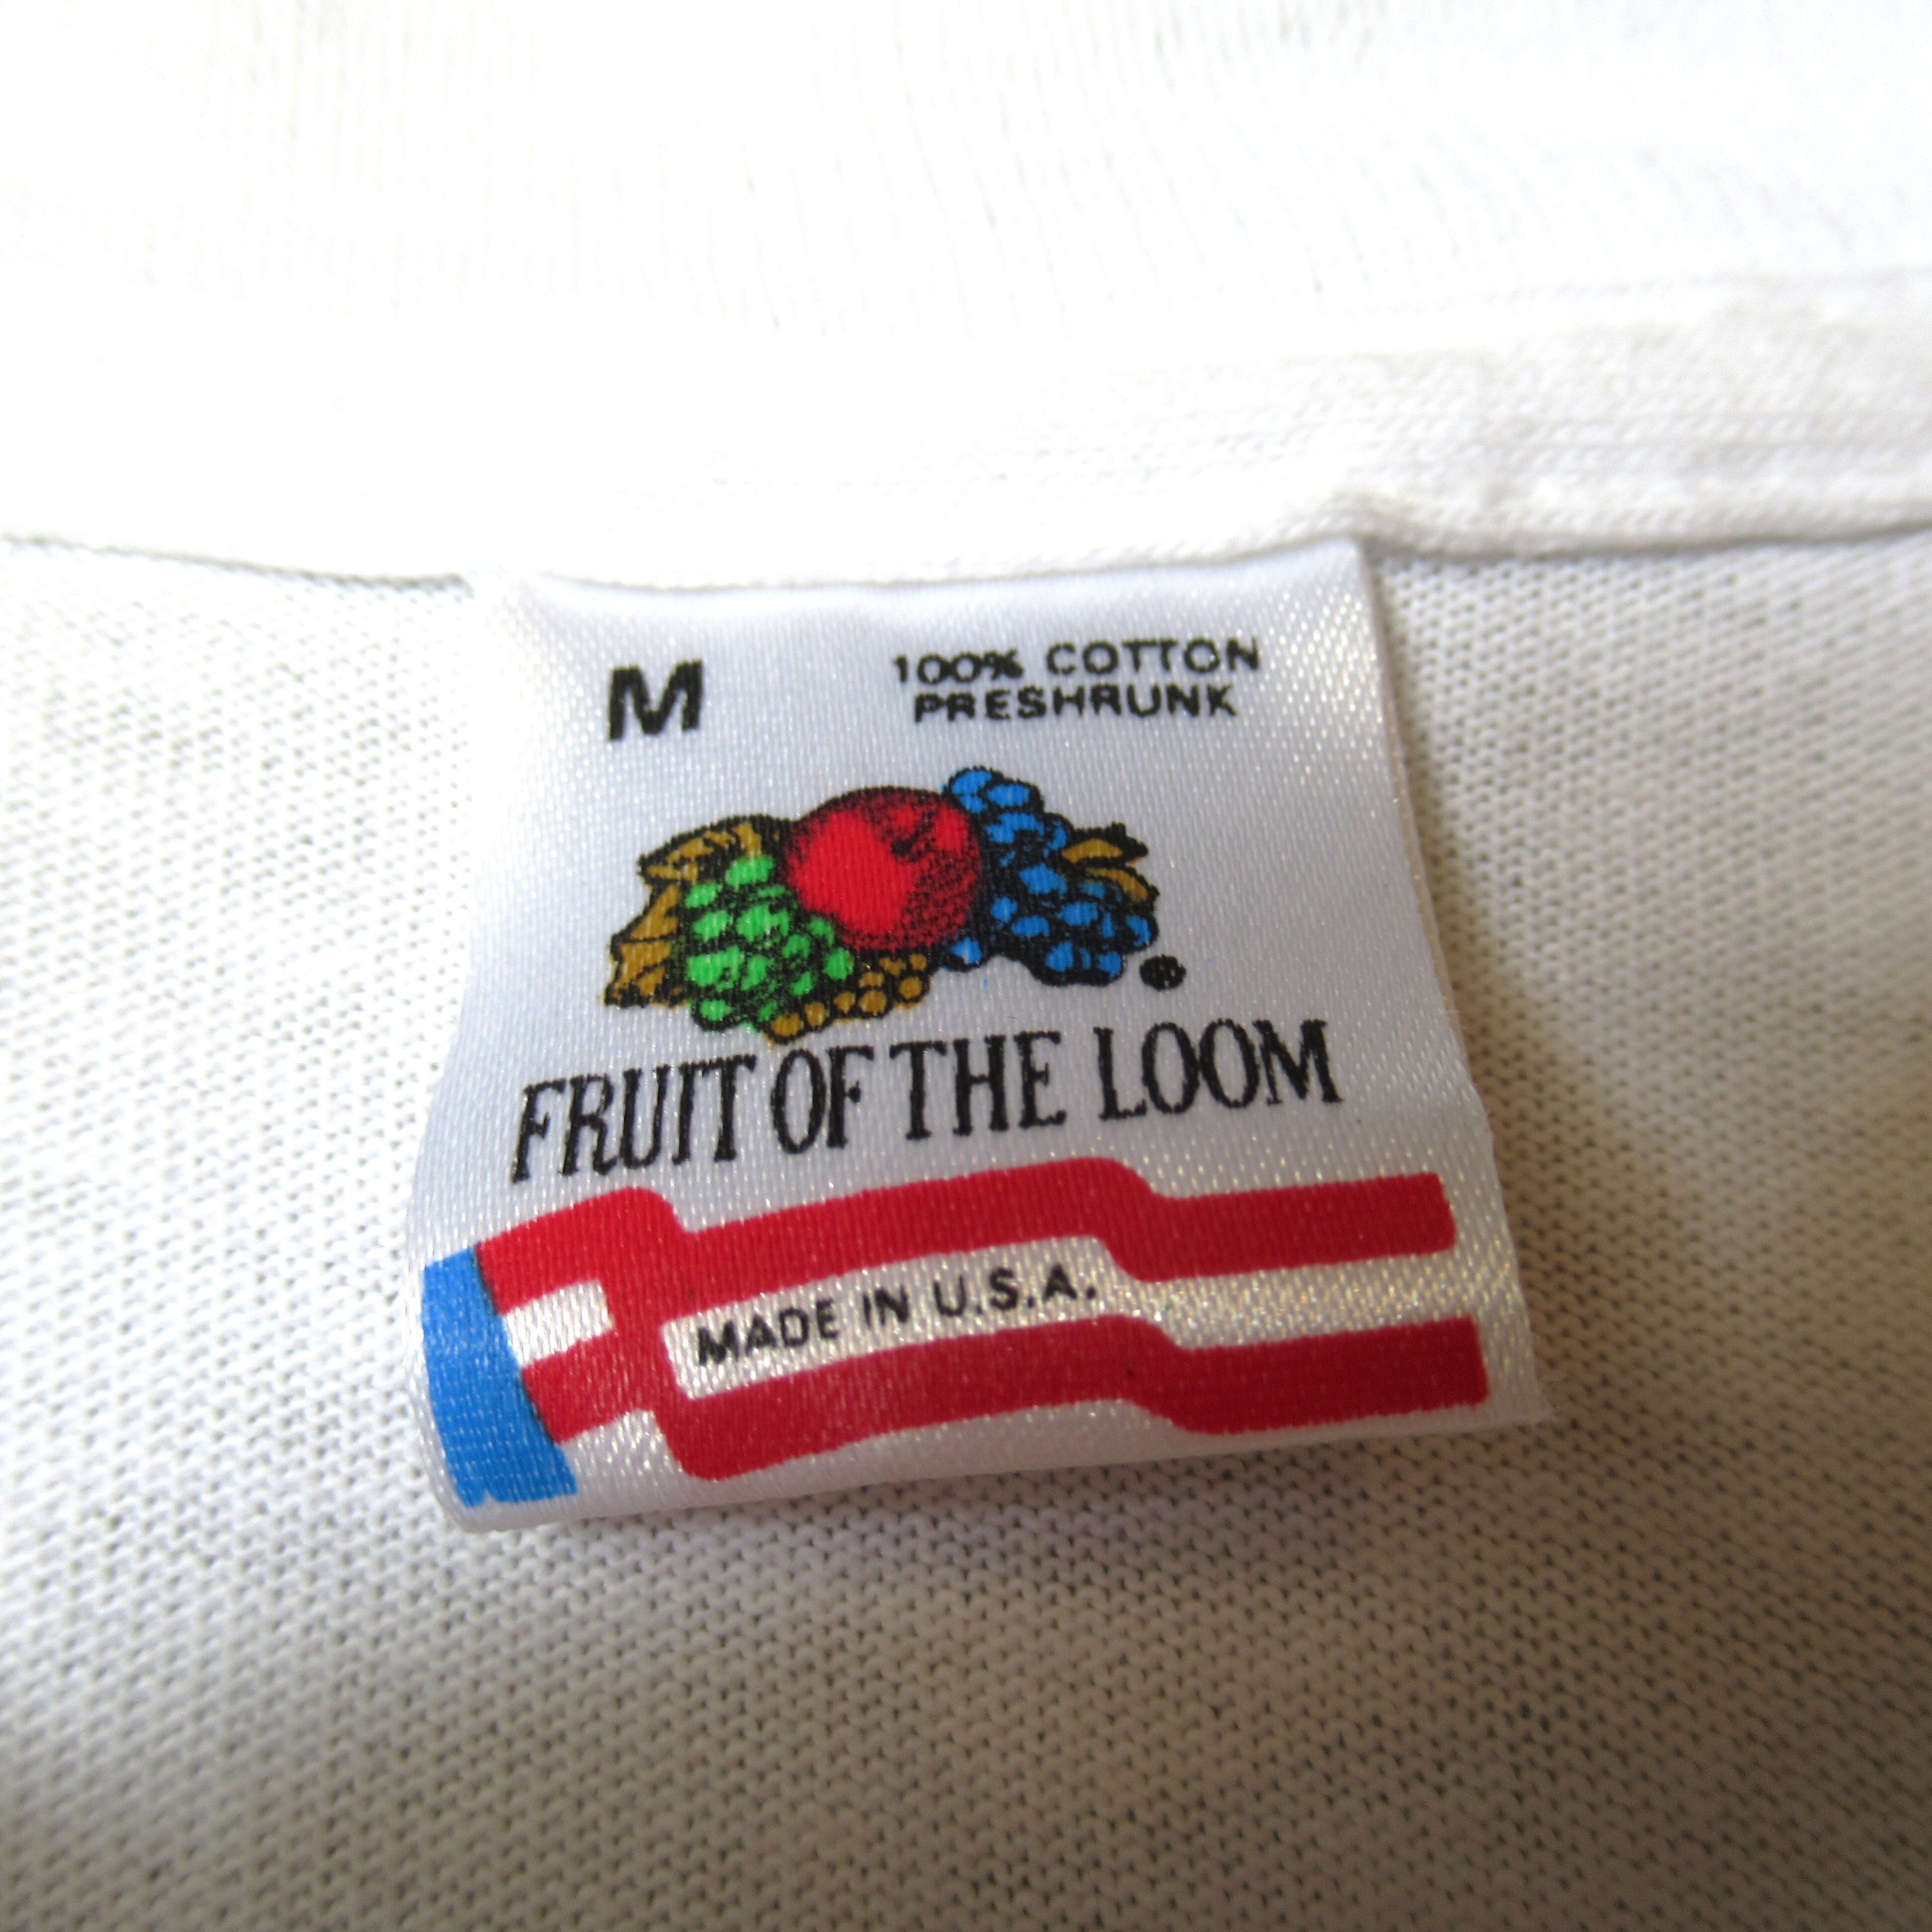 M
100% COTTON
PRESHRUNK
®
FRUIT OF THE LOOM
MADE IN U.S.A.